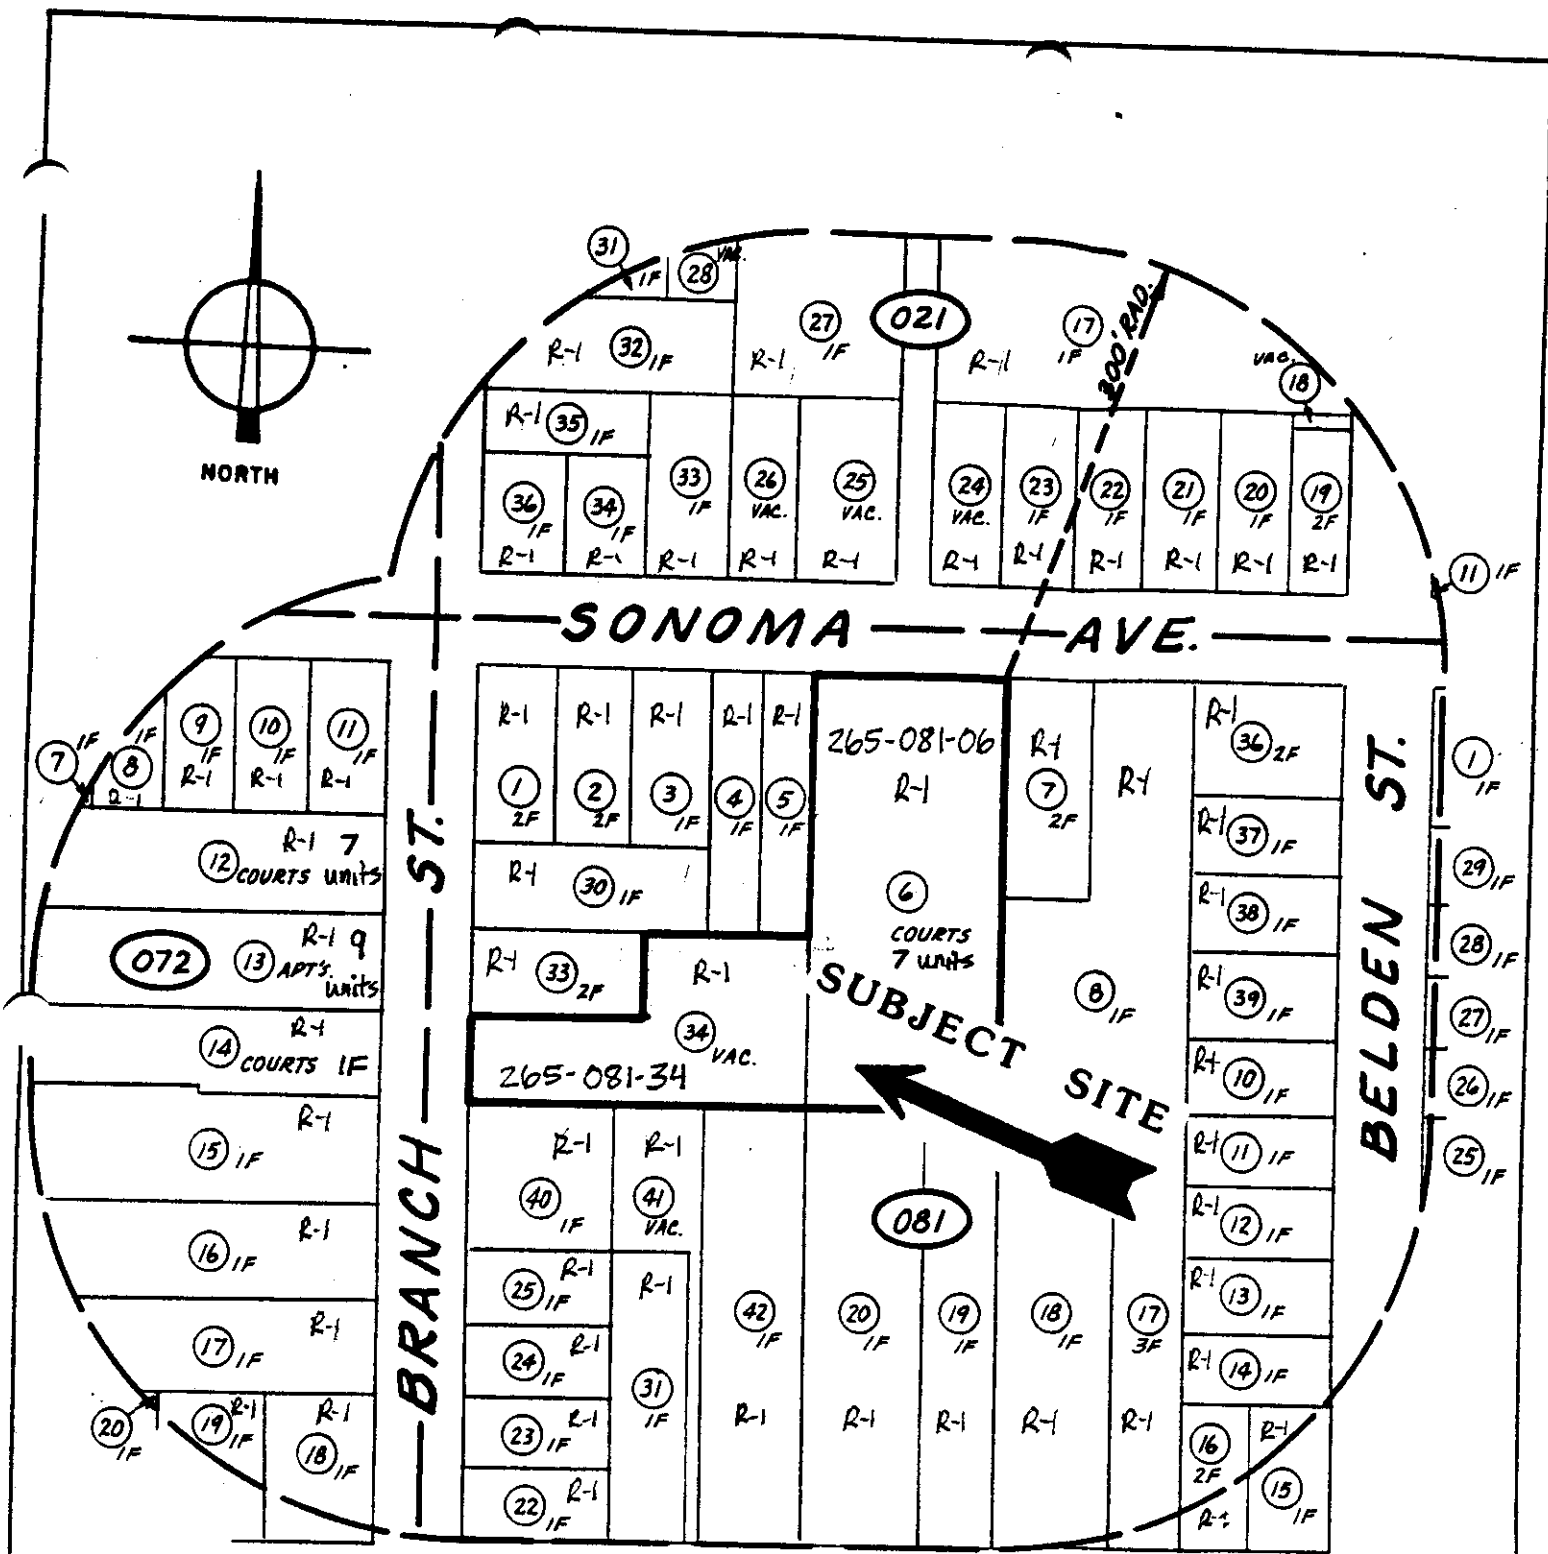 NORTH
31
1F
28
VAC.
R-1 32 1F
27
1F
R-1
021
17
1F
R-1
300' RAD.
VAC.
18
R-1 35 1F
36
1F
R-1
34
1F
R-1
33
1F
R-1
26
VAC.
R-1
25
VAC.
R-1
24
VAC.
R-1
23
1F
R-1
22
1F
R-1
21
1F
R-1
20
1F
R-1
19
2F
R-1
11 1F
SONOMA AVE.
7 1F
1F
8
R-1
9
1F
R-1
10
1F
R-1
11
1F
R-1
R-1 7
12 COURTS units
072
R-1 9
13 APT'S. units
R-1
14 COURTS 1F
R-1
15 1F
R-1
16 1F
R-1
17 1F
20
1F
R-1
19
1F
R-1
18
1F
BRANCH ST.
R-1
1
2F
R-1
2
2F
R-1
3
1F
R-1
4
1F
R-1
5
1F
R-1
30 1F
R-1
33
2F
R-1
34
VAC.
265-081-34
265-081-06
R-1
6
COURTS
7 units
SUBJECT SITE
R-1
7
2F
R-1
8
1F
R-1
36 2F
R-1
37 1F
R-1
38 1F
R-1
39 1F
R-1
10 1F
R-1
11 1F
R-1
12 1F
R-1
13 1F
R-1
14 1F
16
2F
R-1
R-1
15
1F
BELDEN ST.
1
1F
29
1F
28
1F
27
1F
26
1F
25
1F
R-1
40
1F
R-1
41
VAC.
081
R-1
25
1F
R-1
24
1F
R-1
23
1F
R-1
22
1F
R-1
31
1F
42
1F
R-1
20
1F
R-1
19
1F
R-1
18
1F
R-1
17
3F
R-1